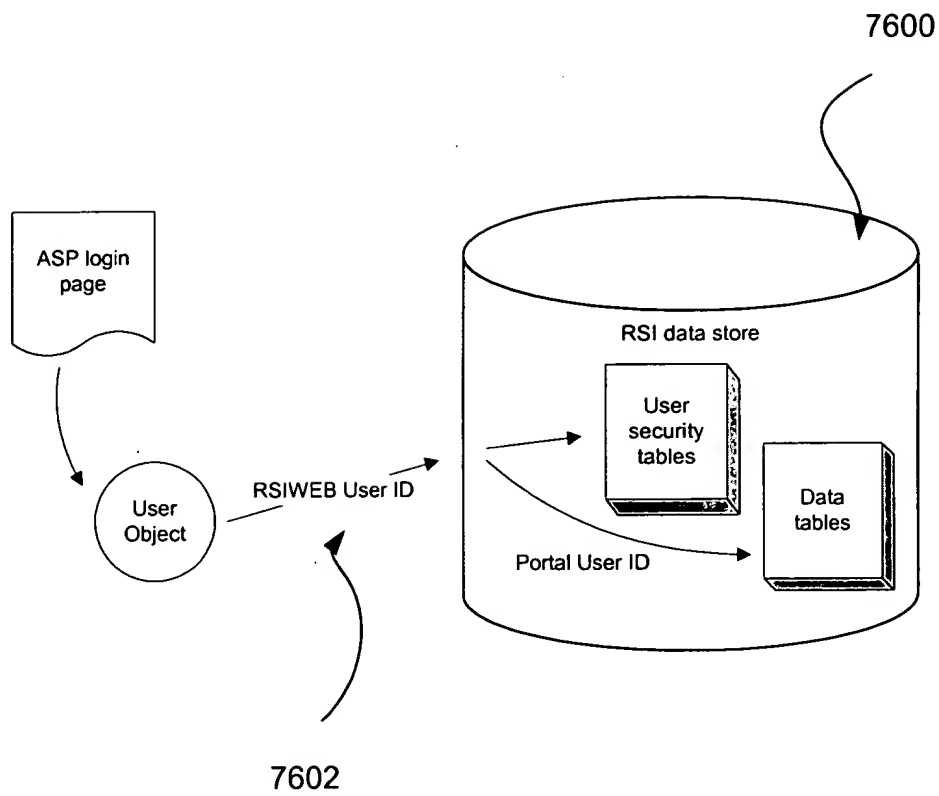 7600
ASP login
page
RSI data store
User
security
tables
Data
tables
RSIWEB User ID
User
Object
Portal User ID
7602